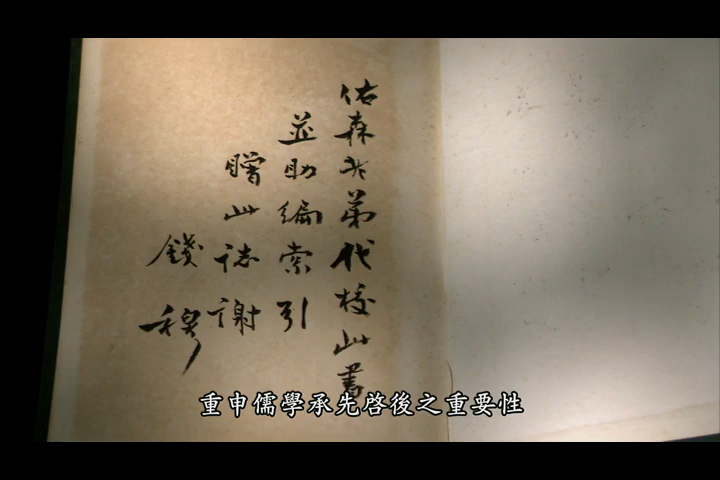 佑森老弟代校此書
並助編索引
贈此誌謝
錢穆
重申儒學承先啓後之重要性